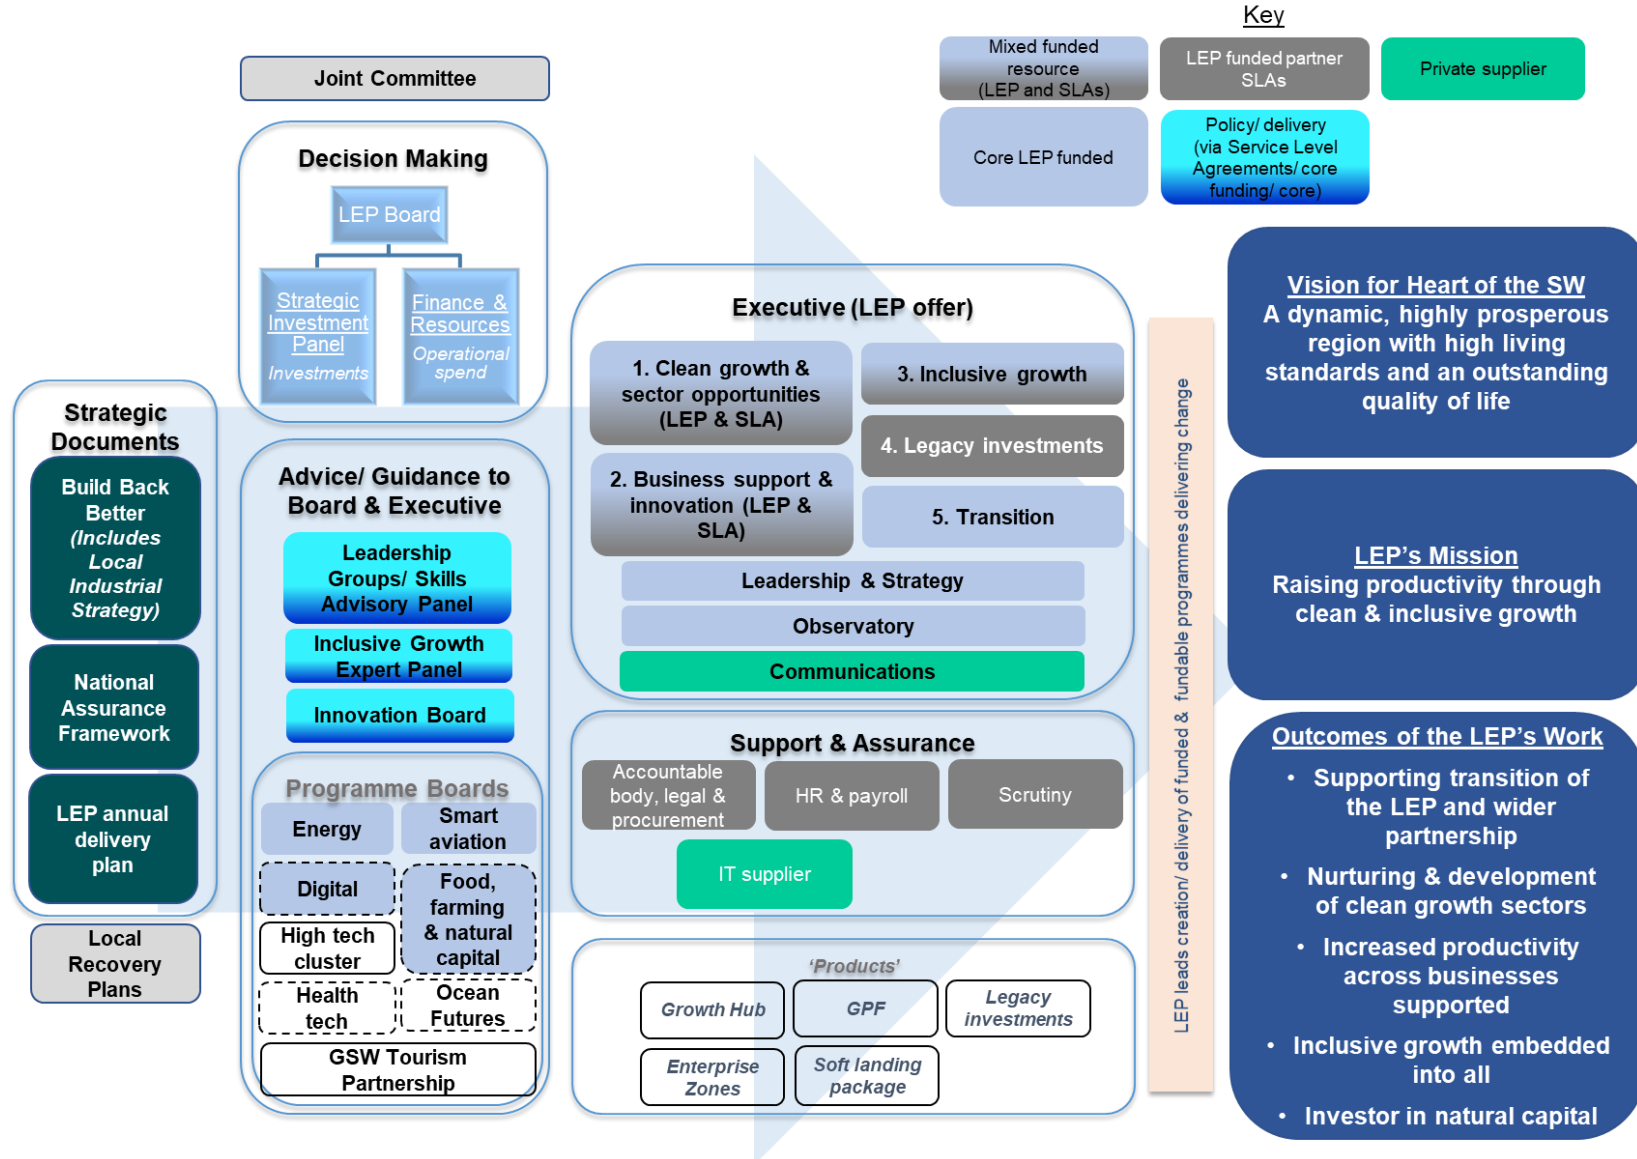 Key
Mixed funded
resource
(LEP and SLAs)
LEP funded partner
SLAs
Private supplier
Core LEP funded
Policy/ delivery
(via Service Level
Agreements/ core
funding/ core)
Joint Committee
Decision Making
LEP Board
Strategic
Investment
Panel
Investments
Finance &
Resources
Operational
spend
Strategic
Documents
Build Back
Better
(Includes
Local
Industrial
Strategy)
National
Assurance
Framework
LEP annual
delivery
plan
Local
Recovery
Plans
Advice/ Guidance to
Board & Executive
Leadership
Groups/ Skills
Advisory Panel
Inclusive Growth
Expert Panel
Innovation Board
Programme Boards
Energy
Smart
aviation
Digital
Food,
farming
& natural
capital
High tech
cluster
Health
tech
Ocean
Futures
GSW Tourism
Partnership
Executive (LEP offer)
1. Clean growth &
sector opportunities
(LEP & SLA)
2. Business support &
innovation (LEP &
SLA)
3. Inclusive growth
4. Legacy investments
5. Transition
Leadership & Strategy
Observatory
Communications
Support & Assurance
Accountable
body, legal &
procurement
HR & payroll
Scrutiny
IT supplier
‘Products’
Growth Hub
GPF
Legacy
investments
Enterprise
Zones
Soft landing
package
LEP leads creation/ delivery of funded & fundable programmes delivering change
Vision for Heart of the SW
A dynamic, highly prosperous
region with high living
standards and an outstanding
quality of life
LEP’s Mission
Raising productivity through
clean & inclusive growth
Outcomes of the LEP’s Work
• Supporting transition of
the LEP and wider
partnership
• Nurturing & development
of clean growth sectors
• Increased productivity
across businesses
supported
• Inclusive growth embedded
into all
• Investor in natural capital